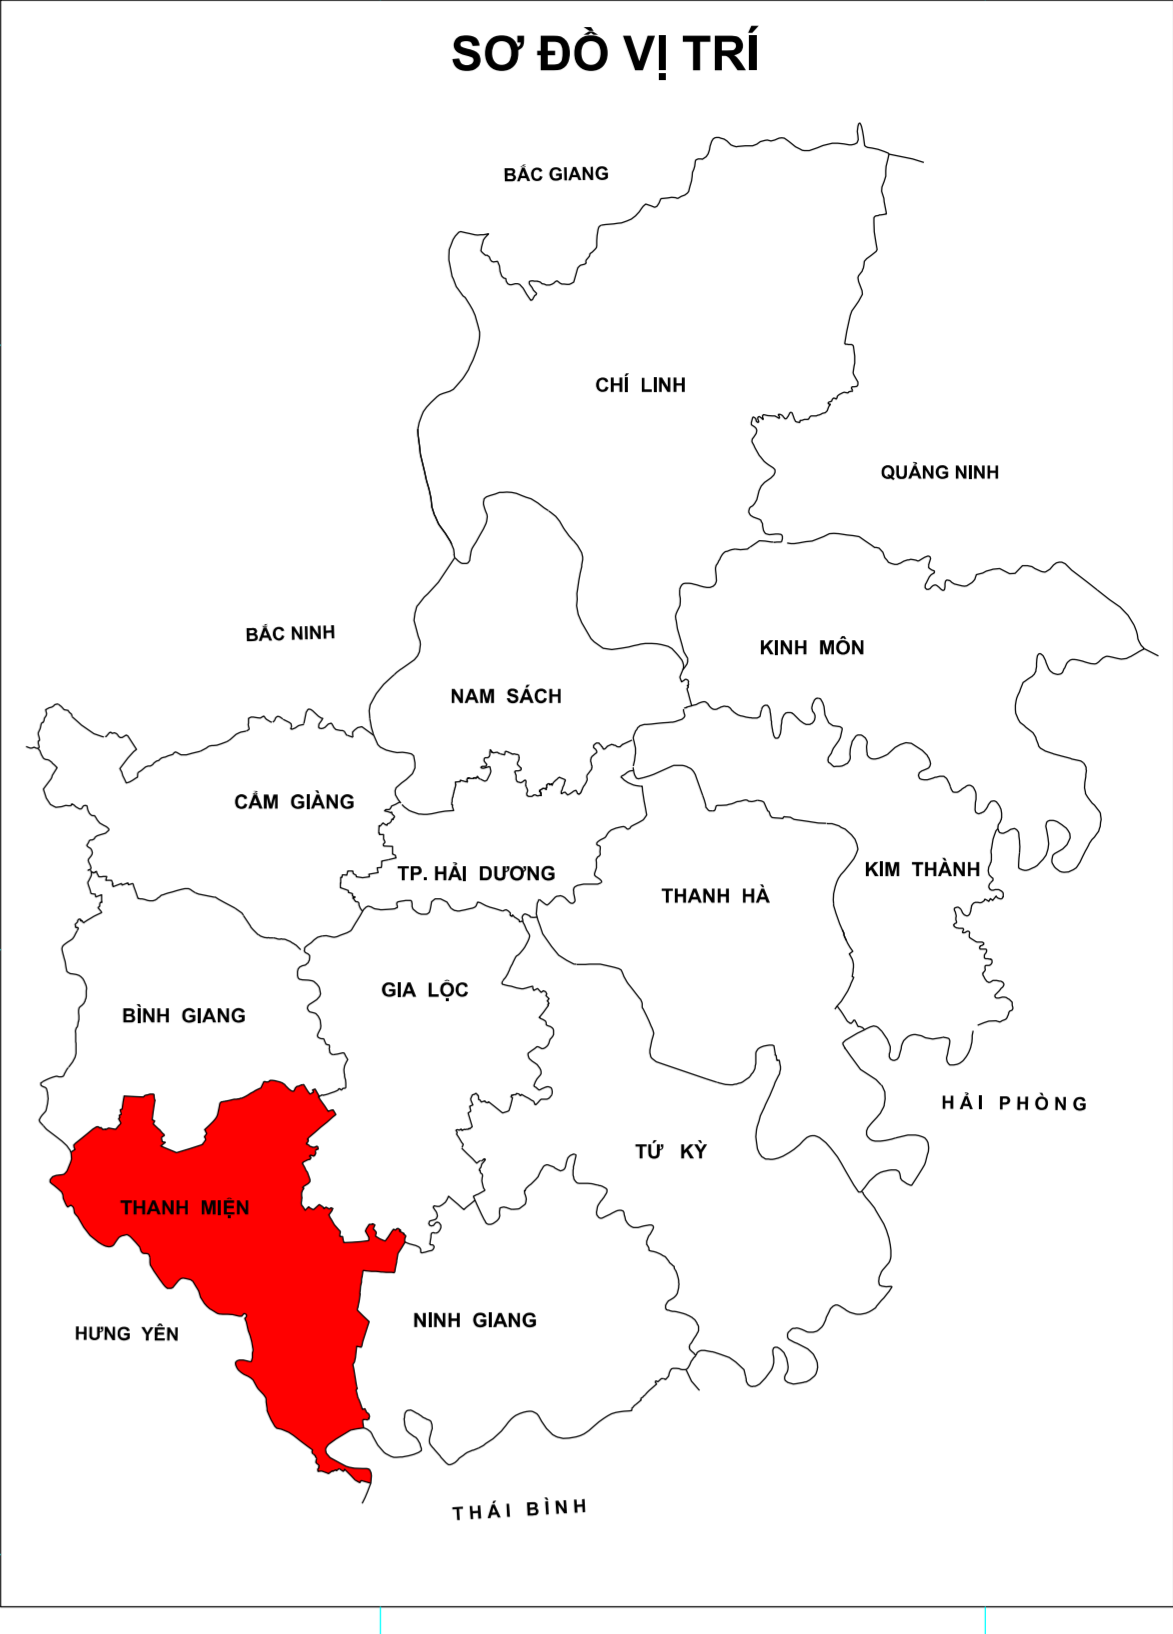 SƠ ĐỒ VỊ TRÍ
BẮC GIANG
CHÍ LINH
QUẢNG NINH
BẮC NINH
KINH MÔN
NAM SÁCH
CẨM GIÀNG
TP. HẢI DƯƠNG
KIM THÀNH
THANH HÀ
GIA LỘC
BÌNH GIANG
HẢI PHÒNG
TỨ KỲ
THANH MIỆN
NINH GIANG
HƯNG YÊN
THÁI BÌNH